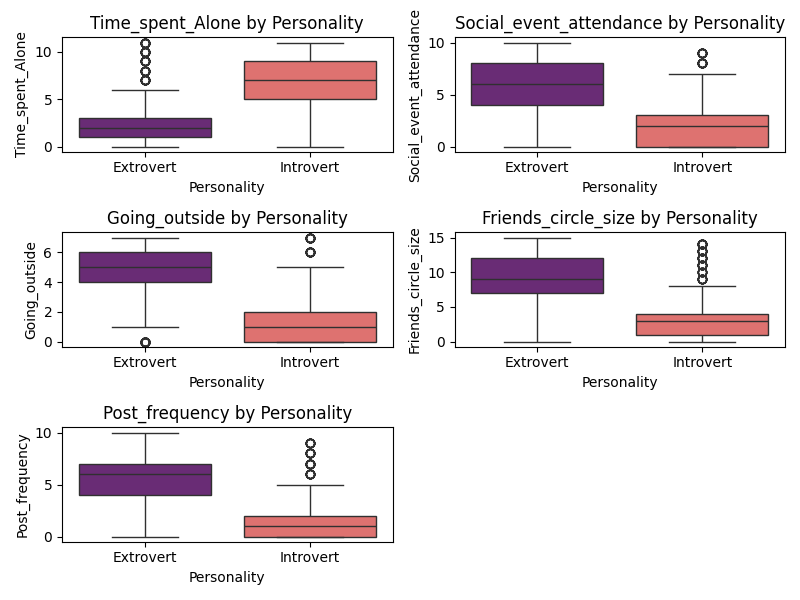 Time_spent_Alone by Personality
Time_spent_Alone
10
5
0
Extrovert
Introvert
Personality
Social_event_attendance by Personality
Social_event_attendance
10
5
0
Extrovert
Introvert
Personality
Going_outside by Personality
Going_outside
6
4
2
0
Extrovert
Introvert
Personality
Friends_circle_size by Personality
Friends_circle_size
15
10
5
0
Extrovert
Introvert
Personality
Post_frequency by Personality
Post_frequency
10
5
0
Extrovert
Introvert
Personality